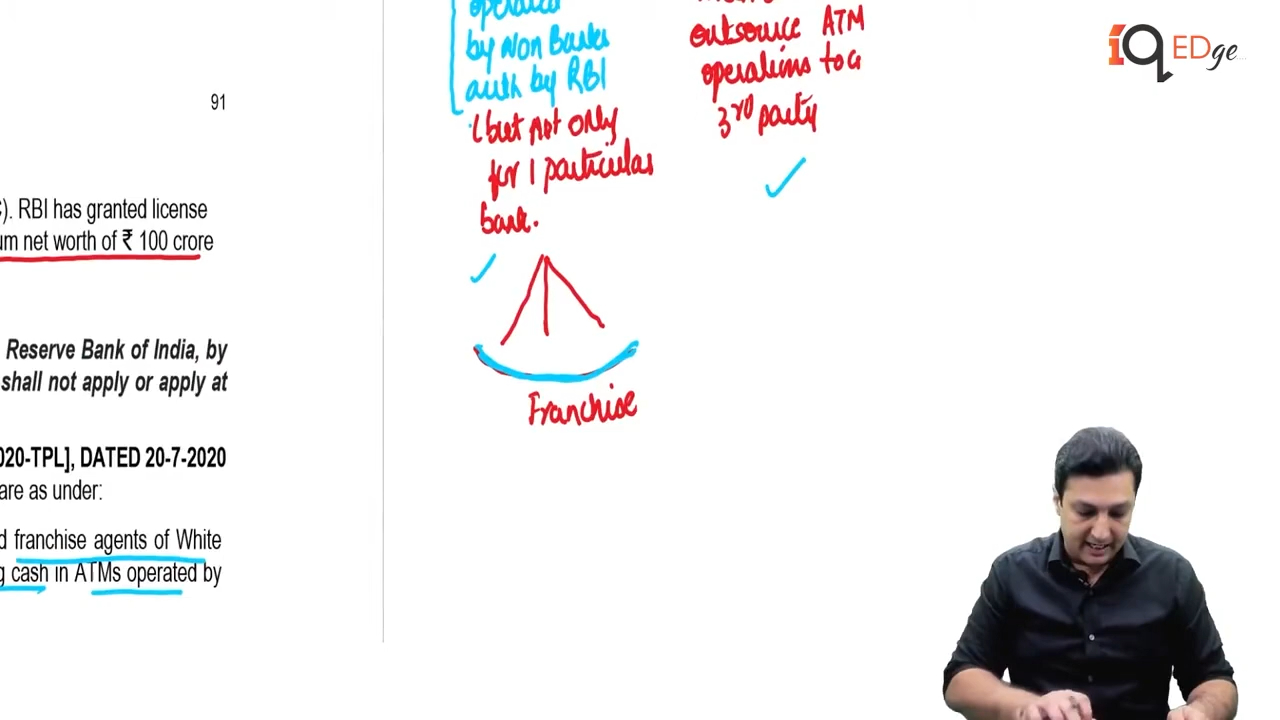 91
C). RBI has granted license
um net worth of ₹ 100 crore
Reserve Bank of India, by
shall not apply or apply at
020-TPL], DATED 20-7-2020
are as under:
d franchise agents of White
g cash in ATMs operated by
operated
by Non Banks
auth by RBI
(but not only
for 1 particular
bank.
Franchise
outsource ATM
operations to a
3rd party
iQ EDge